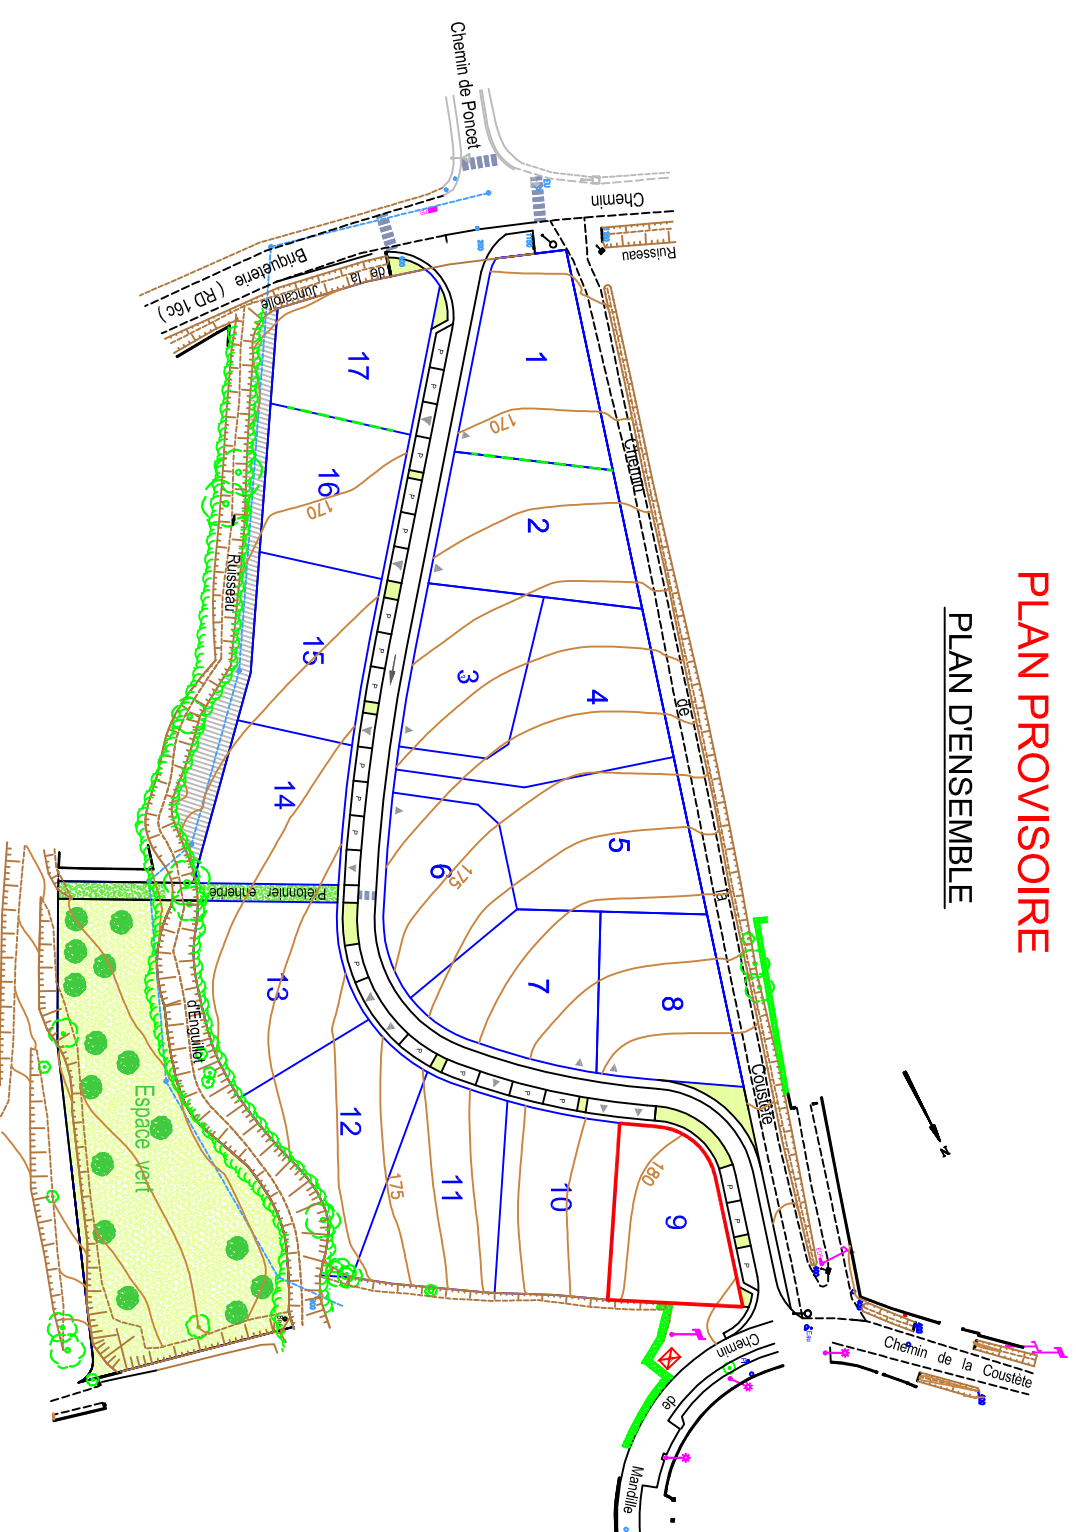 PLAN PROVISOIRE
PLAN D'ENSEMBLE
Chemin de Poncet
Chemin
Ruisseau
de la
Juncarolle
Briqueterie ( RD 16c)
Chemin
de
la
Coustète
Ruisseau
d'Enguillot
Piétonnier enherbé
Espace vert
Chemin de la Coustète
Chemin
de
Mandille
1
2
3
4
5
6
7
8
9
10
11
12
13
14
15
16
17
170
170
175
175
180